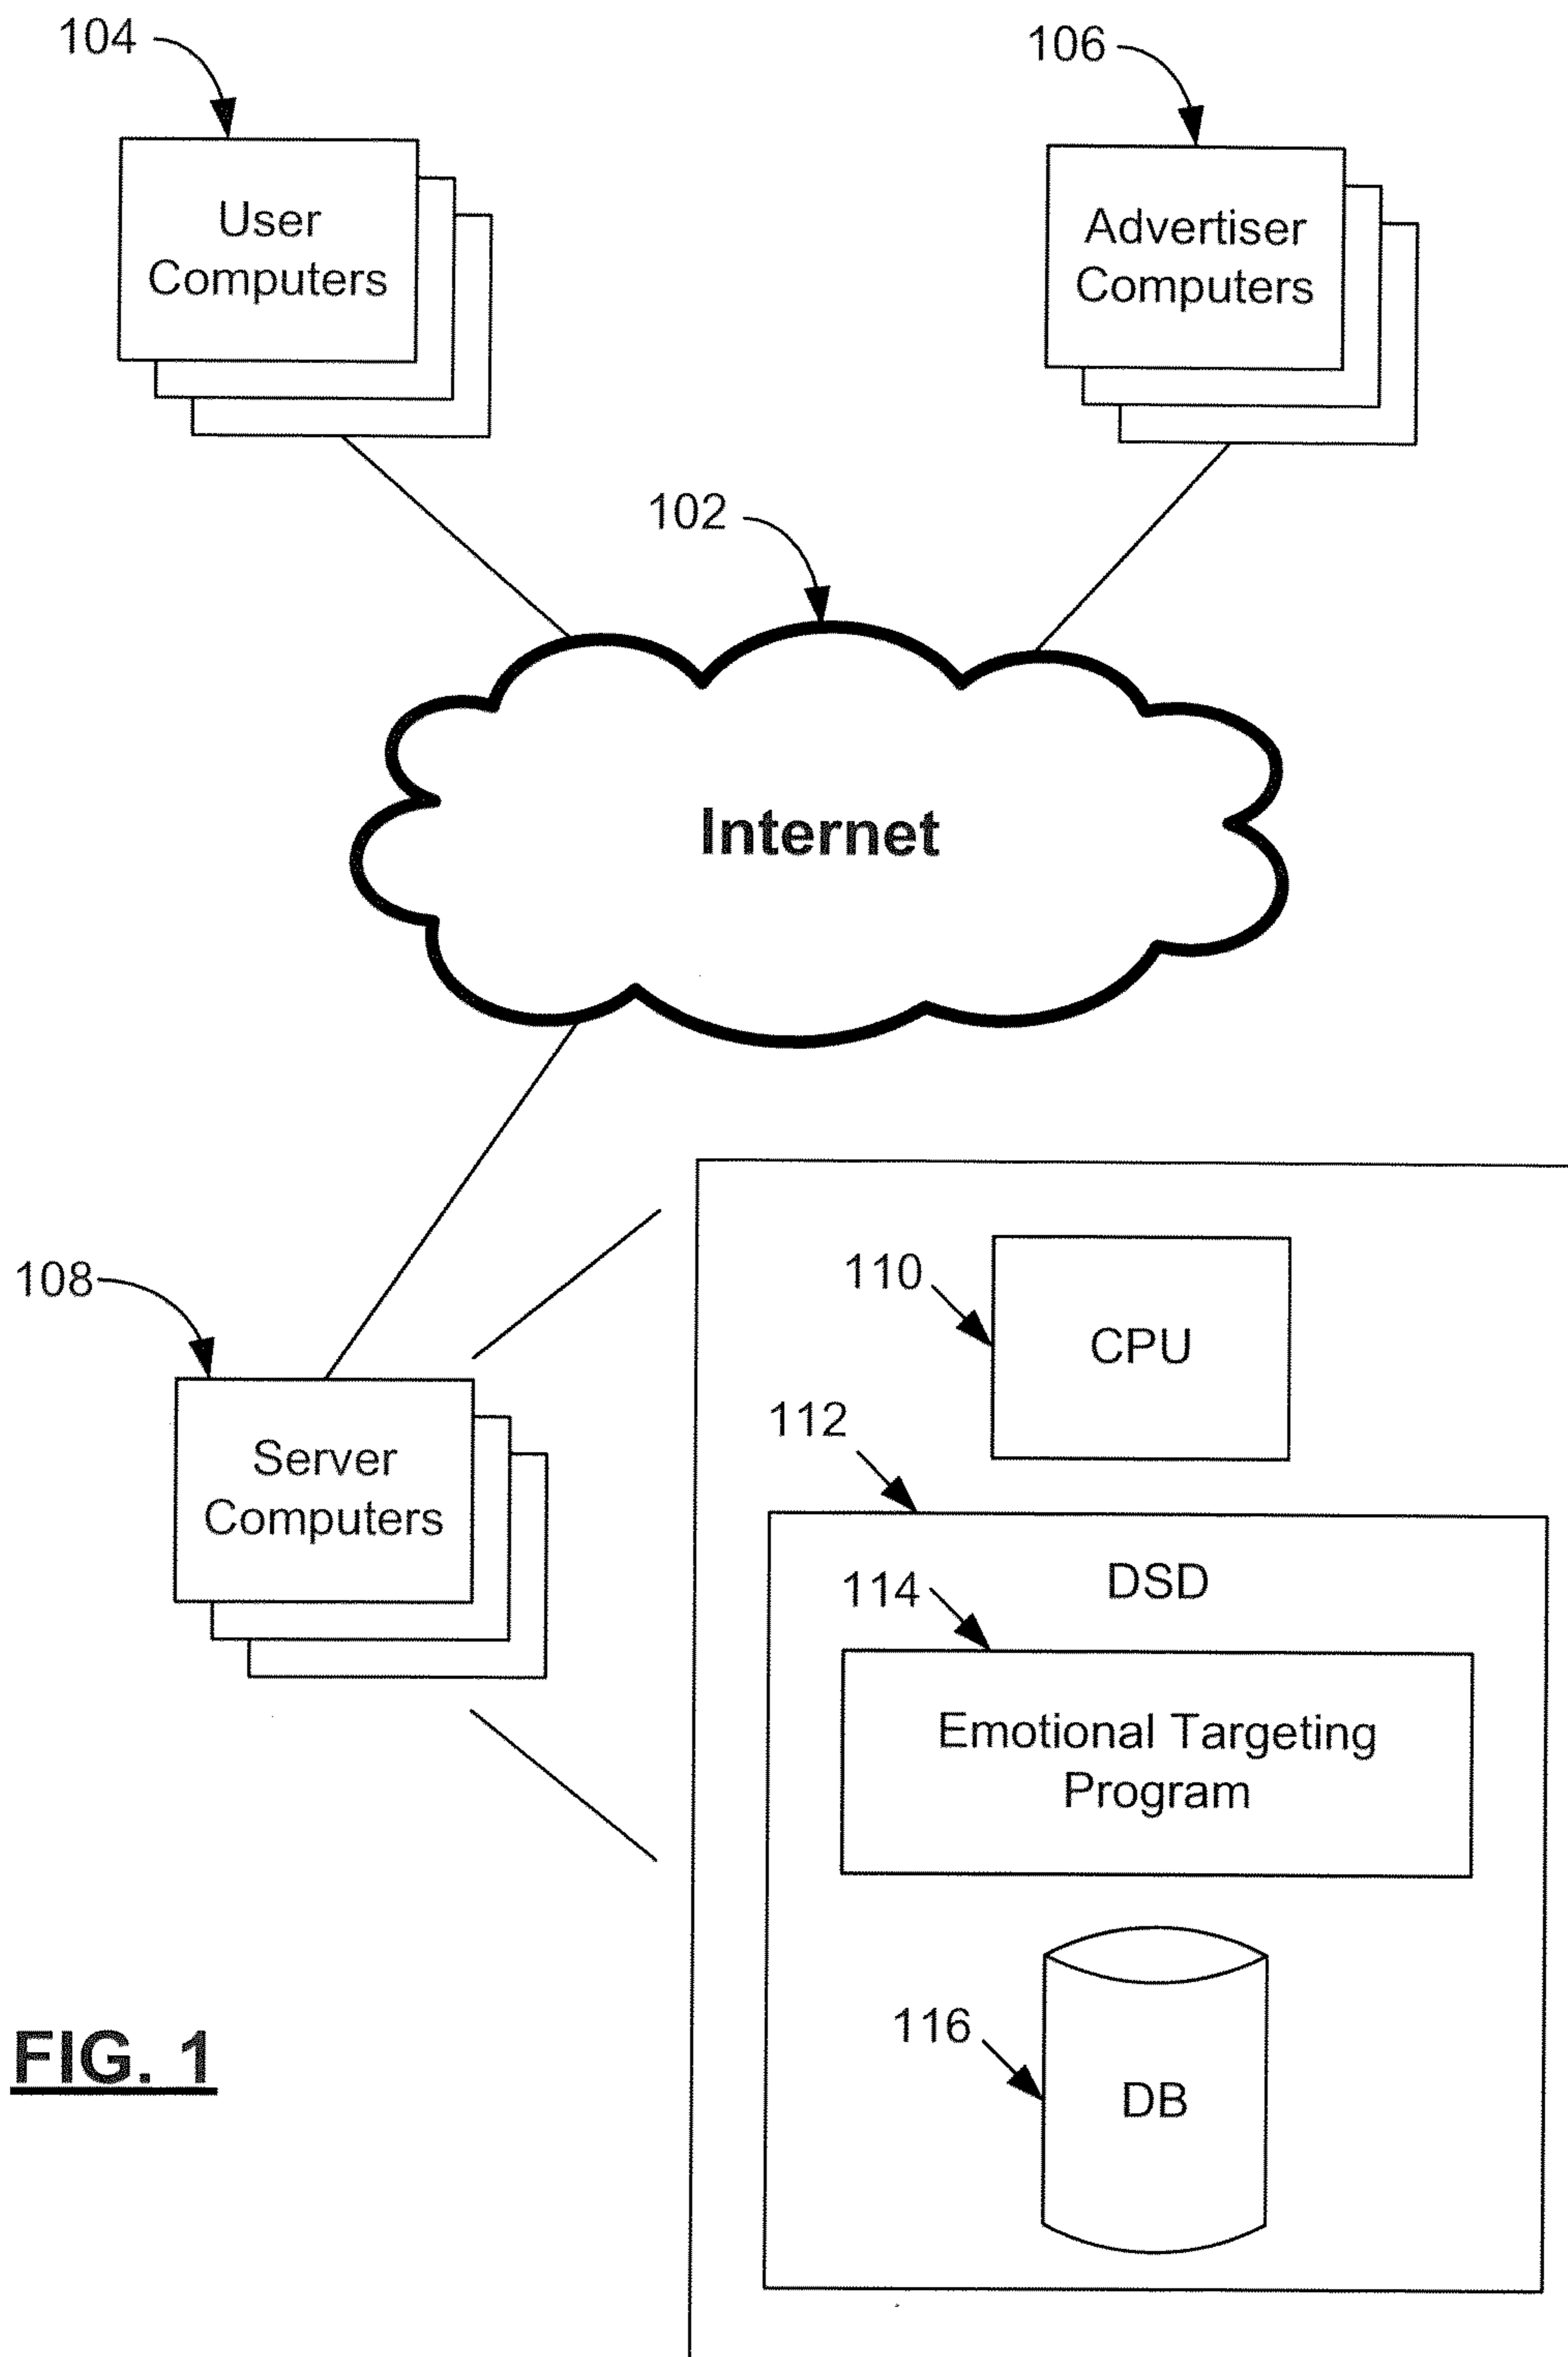 104
106
User
Computers
Advertiser
Computers
102
Internet
108
110
CPU
112
Server
Computers
DSD
114
Emotional Targeting
Program
116
DB
FIG. 1